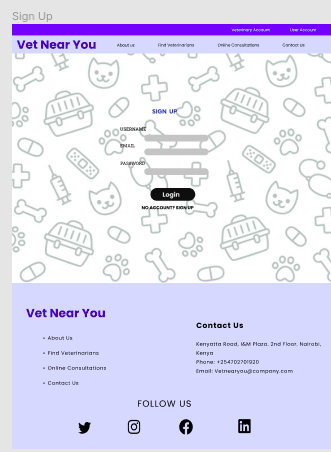 Sign Up
Veterinary Account User Account
Vet Near You About us Find Veterinarians Online Consultations Contact us
SIGN UP
USERNAME
EMAIL
PASSWORD
Login
NO ACCOUNT? SIGN UP
Vet Near You
Contact Us
• About Us
• Find Veterinarians
• Online Consultations
• Contact Us
Kenyatta Road, I&M Plaza, 2nd Floor, Nairobi,
Kenya
Phone: +254702701920
Email: Vetnearyou@company.com
FOLLOW US